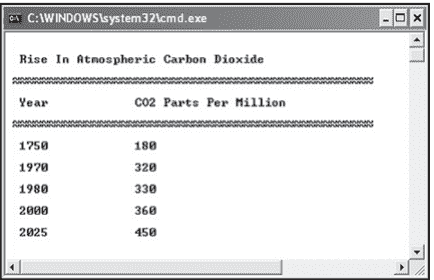 C:\WINDOWS\system32\cmd.exe
Rise In Atmospheric Carbon Dioxide
≈≈≈≈≈≈≈≈≈≈≈≈≈≈≈≈≈≈≈≈≈≈≈≈≈≈≈≈≈≈≈≈≈≈≈≈≈≈≈≈≈≈≈≈≈≈≈≈≈≈
Year CO2 Parts Per Million
≈≈≈≈≈≈≈≈≈≈≈≈≈≈≈≈≈≈≈≈≈≈≈≈≈≈≈≈≈≈≈≈≈≈≈≈≈≈≈≈≈≈≈≈≈≈≈≈≈≈
1750 180
1970 320
1980 330
2000 360
2025 450